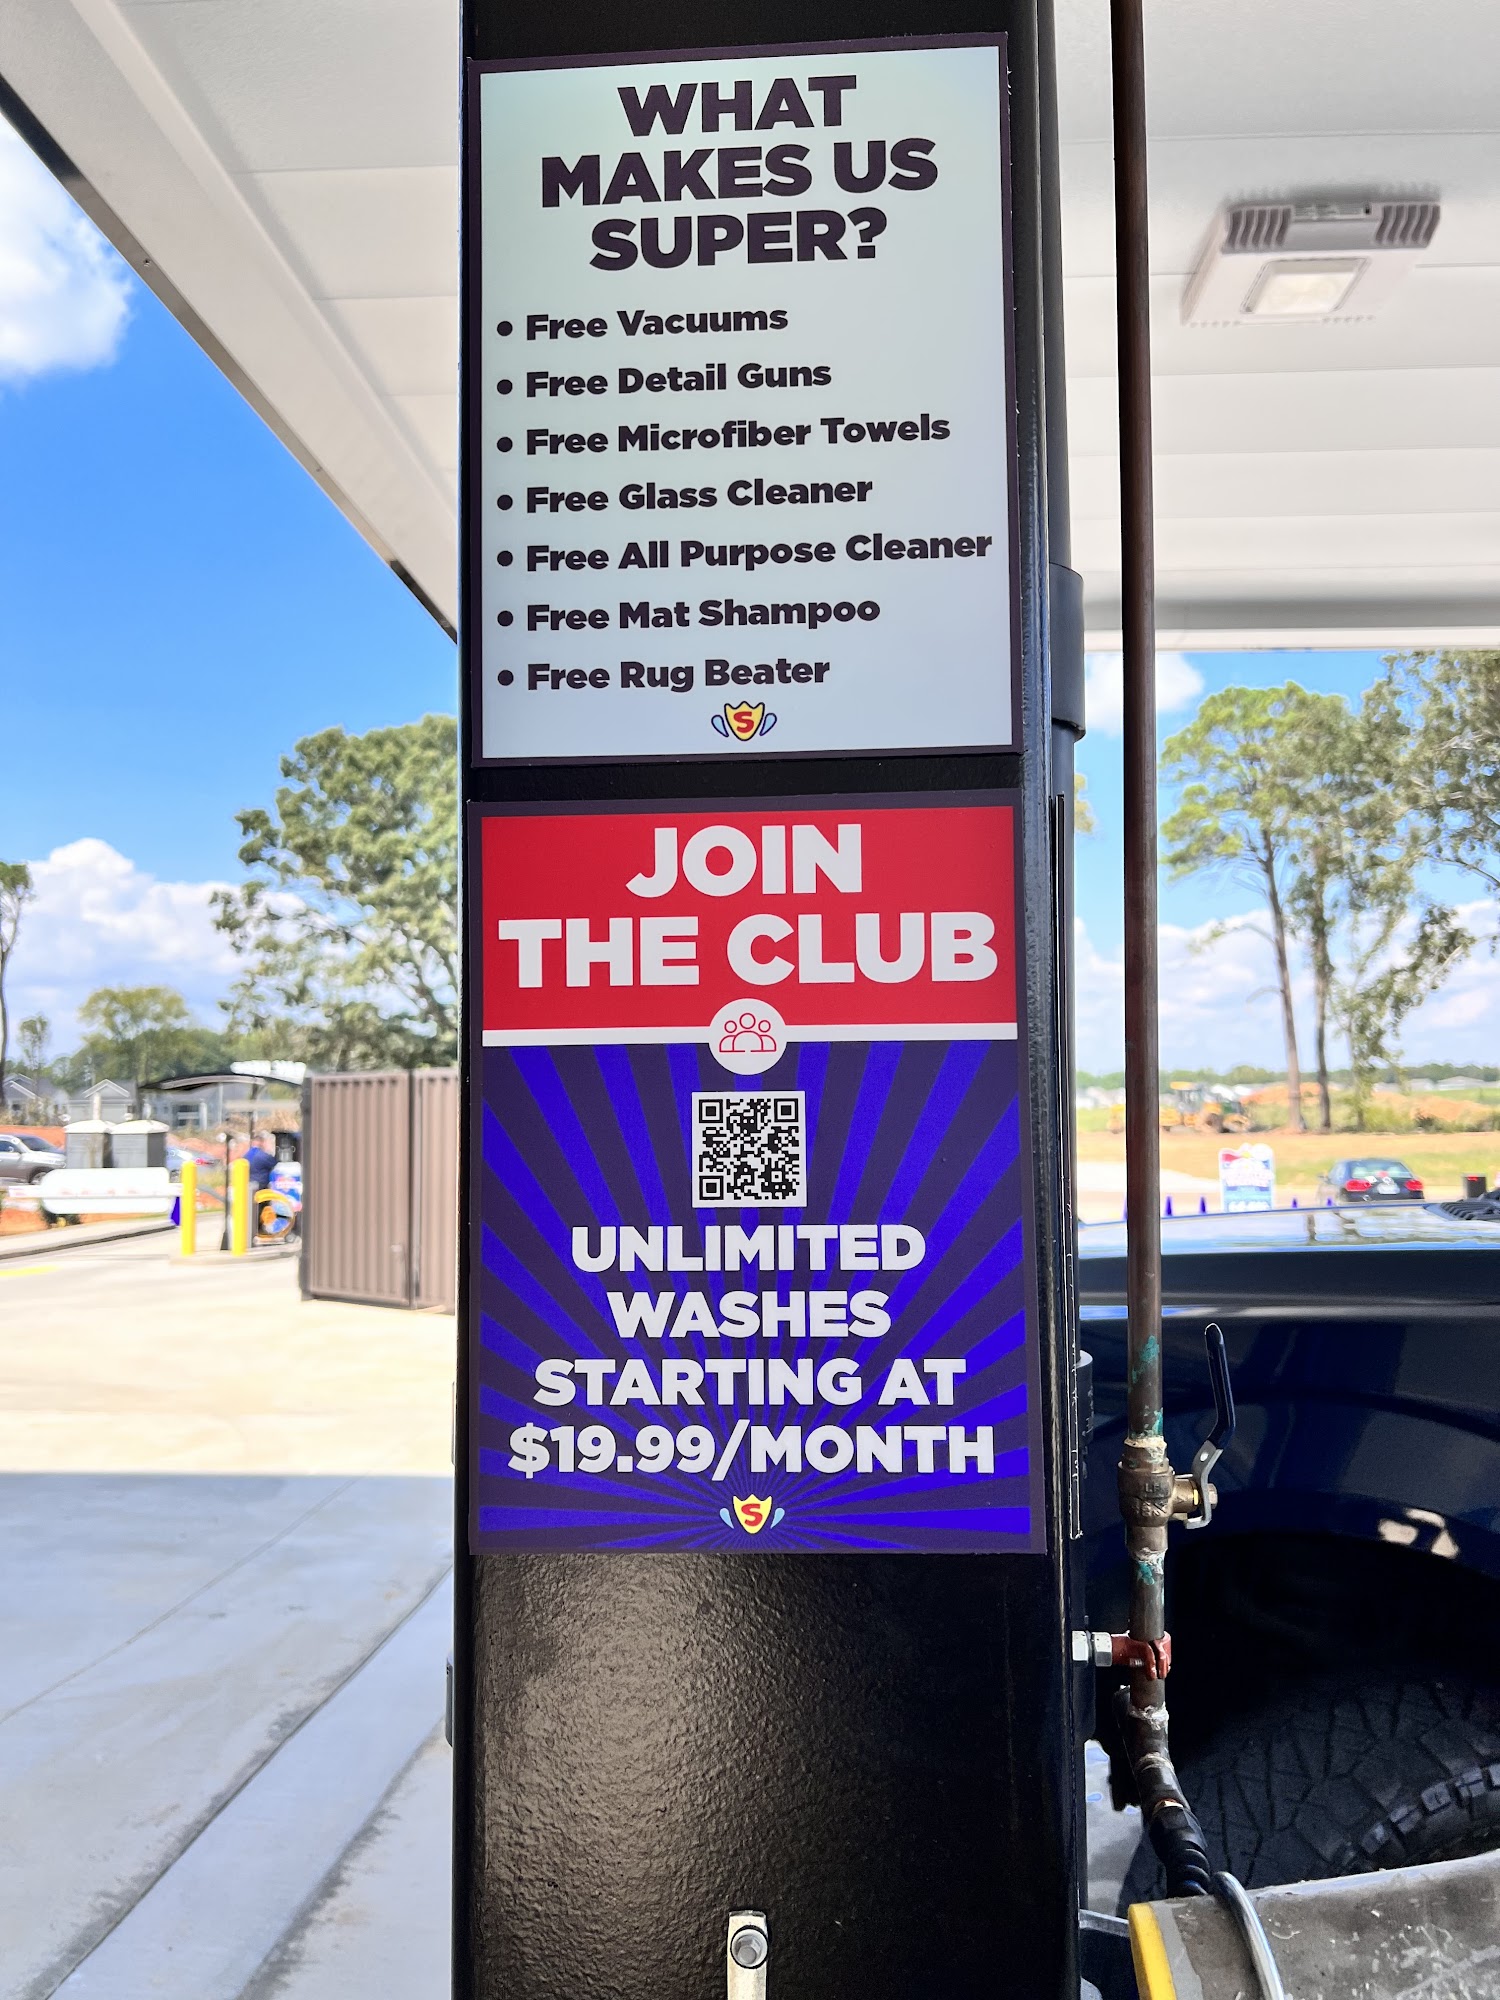 WHAT
MAKES US
SUPER?
• Free Vacuums
• Free Detail Guns
• Free Microfiber Towels
• Free Glass Cleaner
• Free All Purpose Cleaner
• Free Mat Shampoo
• Free Rug Beater
S
JOIN
THE CLUB
UNLIMITED
WASHES
STARTING AT
$19.99/MONTH
S